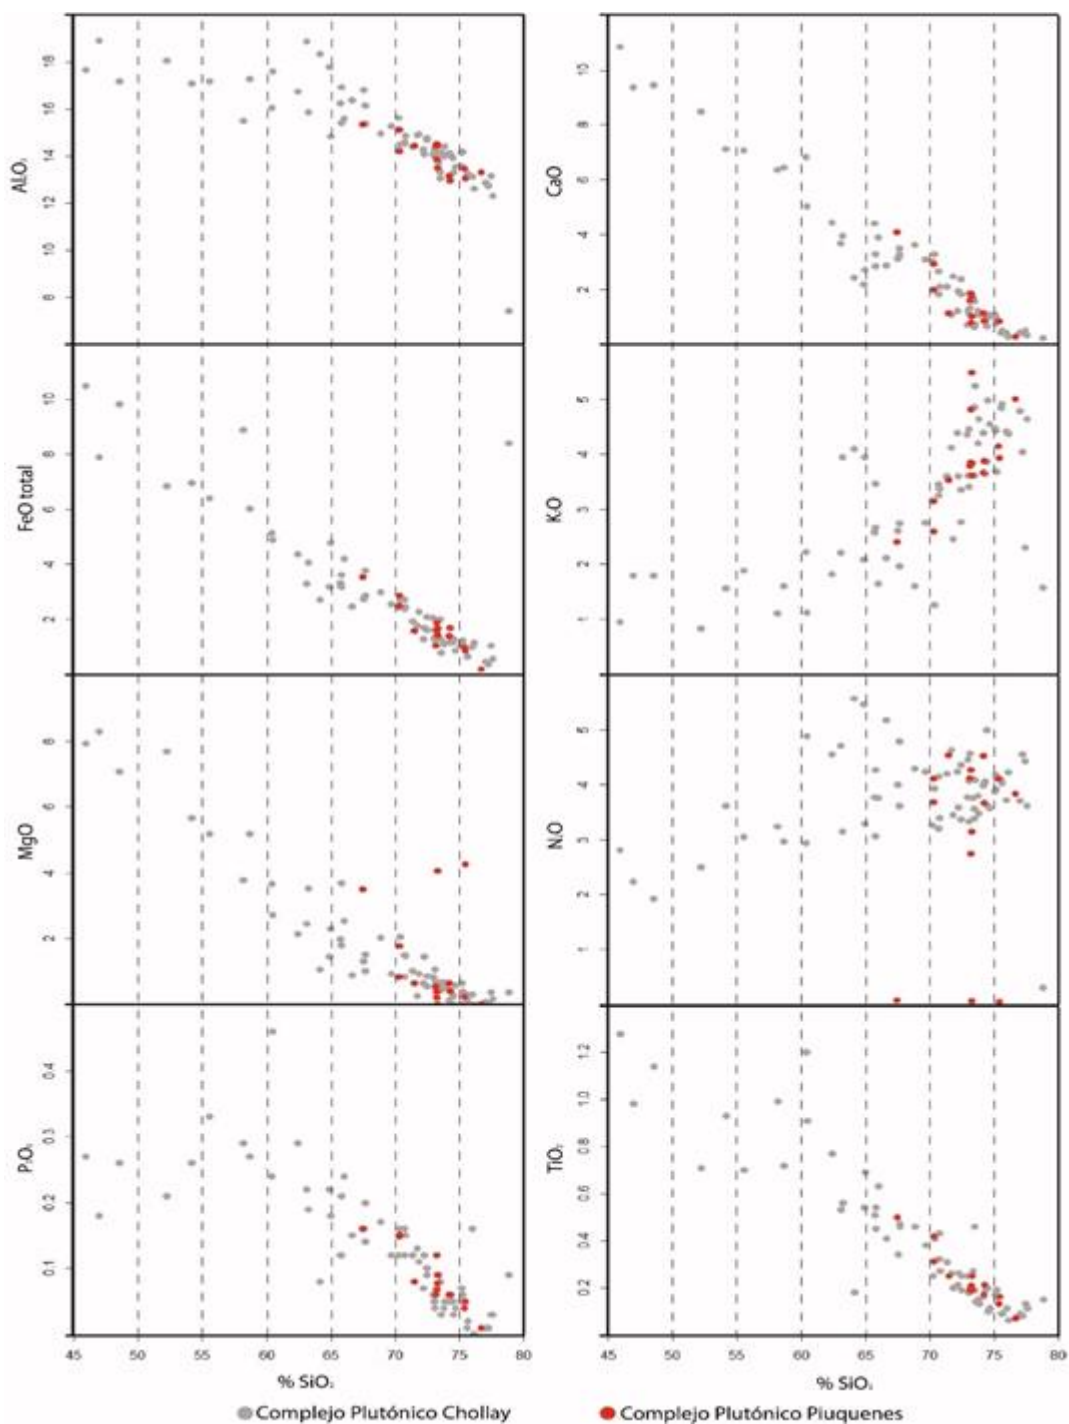 Al₂O₃
8 10 12 14 16 18
CaO
2 4 6 8 10
FeO total
2 4 6 8 10
K₂O
1 2 3 4 5
MgO
2 4 6 8
Na₂O
1 2 3 4 5
P₂O₅
0.1 0.2 0.3 0.4
TiO₂
0.2 0.4 0.6 0.8 1.0 1.2
45 50 55 60 65 70 75 80
45 50 55 60 65 70 75 80
% SiO₂
% SiO₂
Complejo Plutónico Chollay
Complejo Plutónico Piuquenes